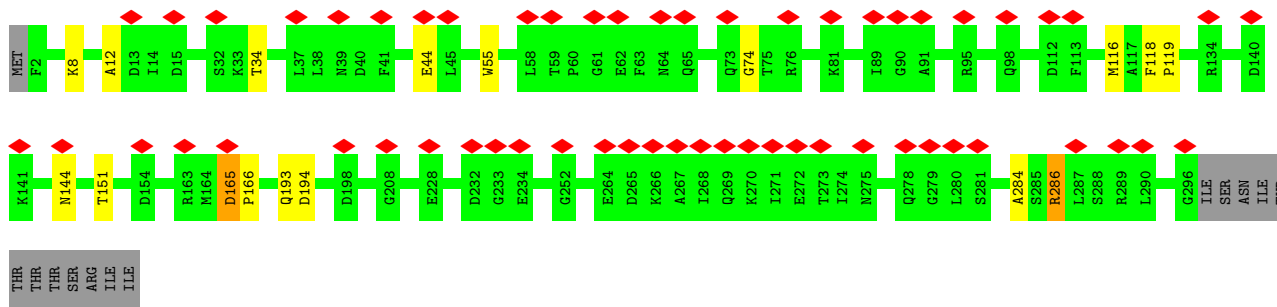 MET F2 K8 A12 D13 I14 D15 S32 K33 T34 L37 L38 N39 D40 F41 E44 L45 W55 L58 T59 P60 G61 E62 F63 N64 Q65 Q73 G74 T75 R76 K81 I89 G90 A91 R95 Q98 D112 F113 M116 A117 F118 P119 R134 D140
K141 N144 T151 D154 R163 M164 D165 P166 Q193 D194 D198 G208 E228 D232 G233 E234 G252 E264 D265 K266 A267 I268 Q269 K270 I271 E272 T273 I274 N275 Q278 G279 L280 S281 A284 S285 R286 L287 S288 R289 L290 G296 ILE SER ASN ILE
THR THR THR SER ARG ILE ILE